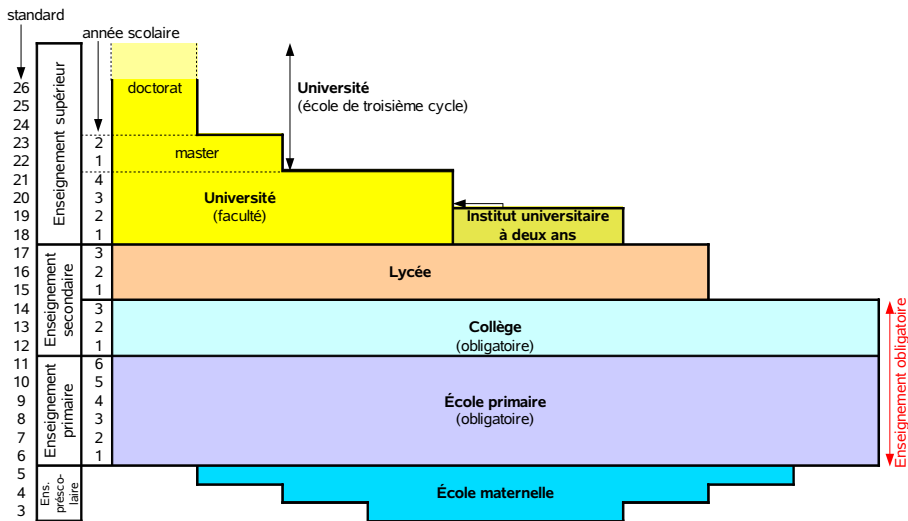 standard
année scolaire
Enseignement supérieur
26
25
24
23
22
21
20
19
18
2
1
4
3
2
1
doctorat
master
Université
(école de troisième cycle)
Université
(faculté)
Institut universitaire
à deux ans
Enseignement
secondaire
17
16
15
3
2
1
Lycée
14
13
12
3
2
1
Collège
(obligatoire)
Enseignement
primaire
11
10
9
8
7
6
6
5
4
3
2
1
École primaire
(obligatoire)
Enseignement obligatoire
Ens.
présco-
laire
5
4
3
École maternelle